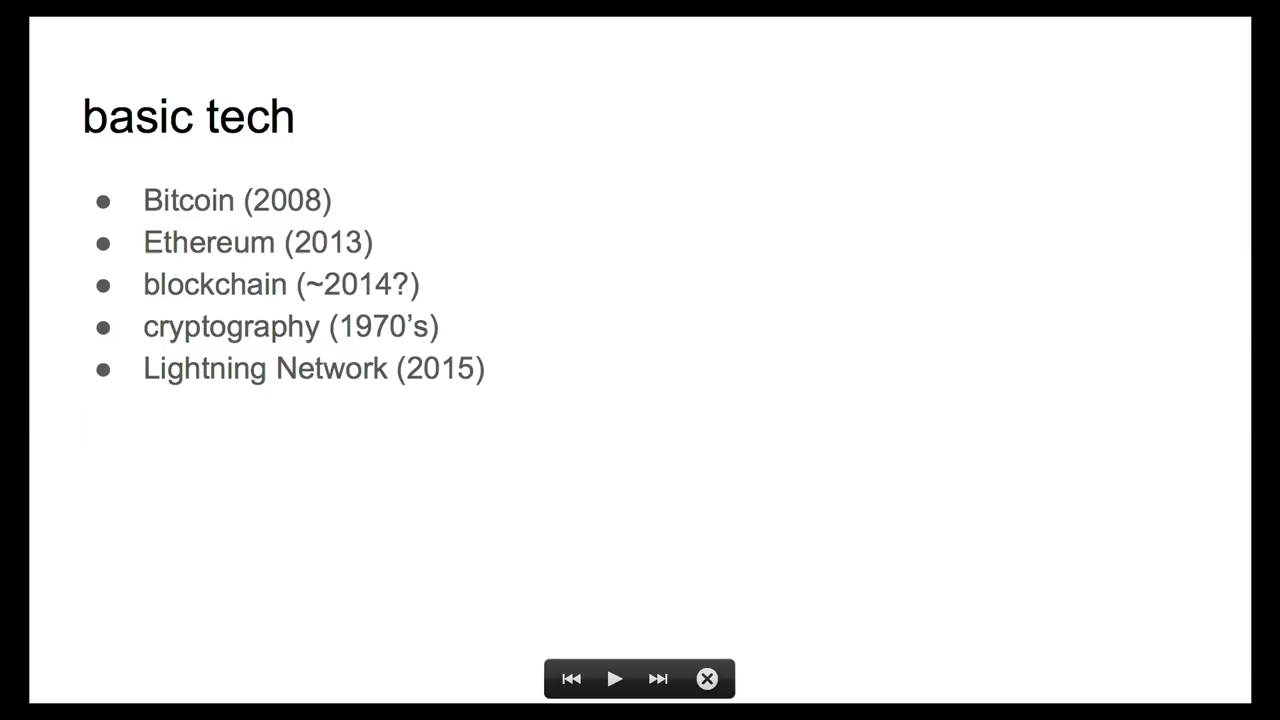 basic tech
● Bitcoin (2008)
● Ethereum (2013)
● blockchain (~2014?)
● cryptography (1970’s)
● Lightning Network (2015)